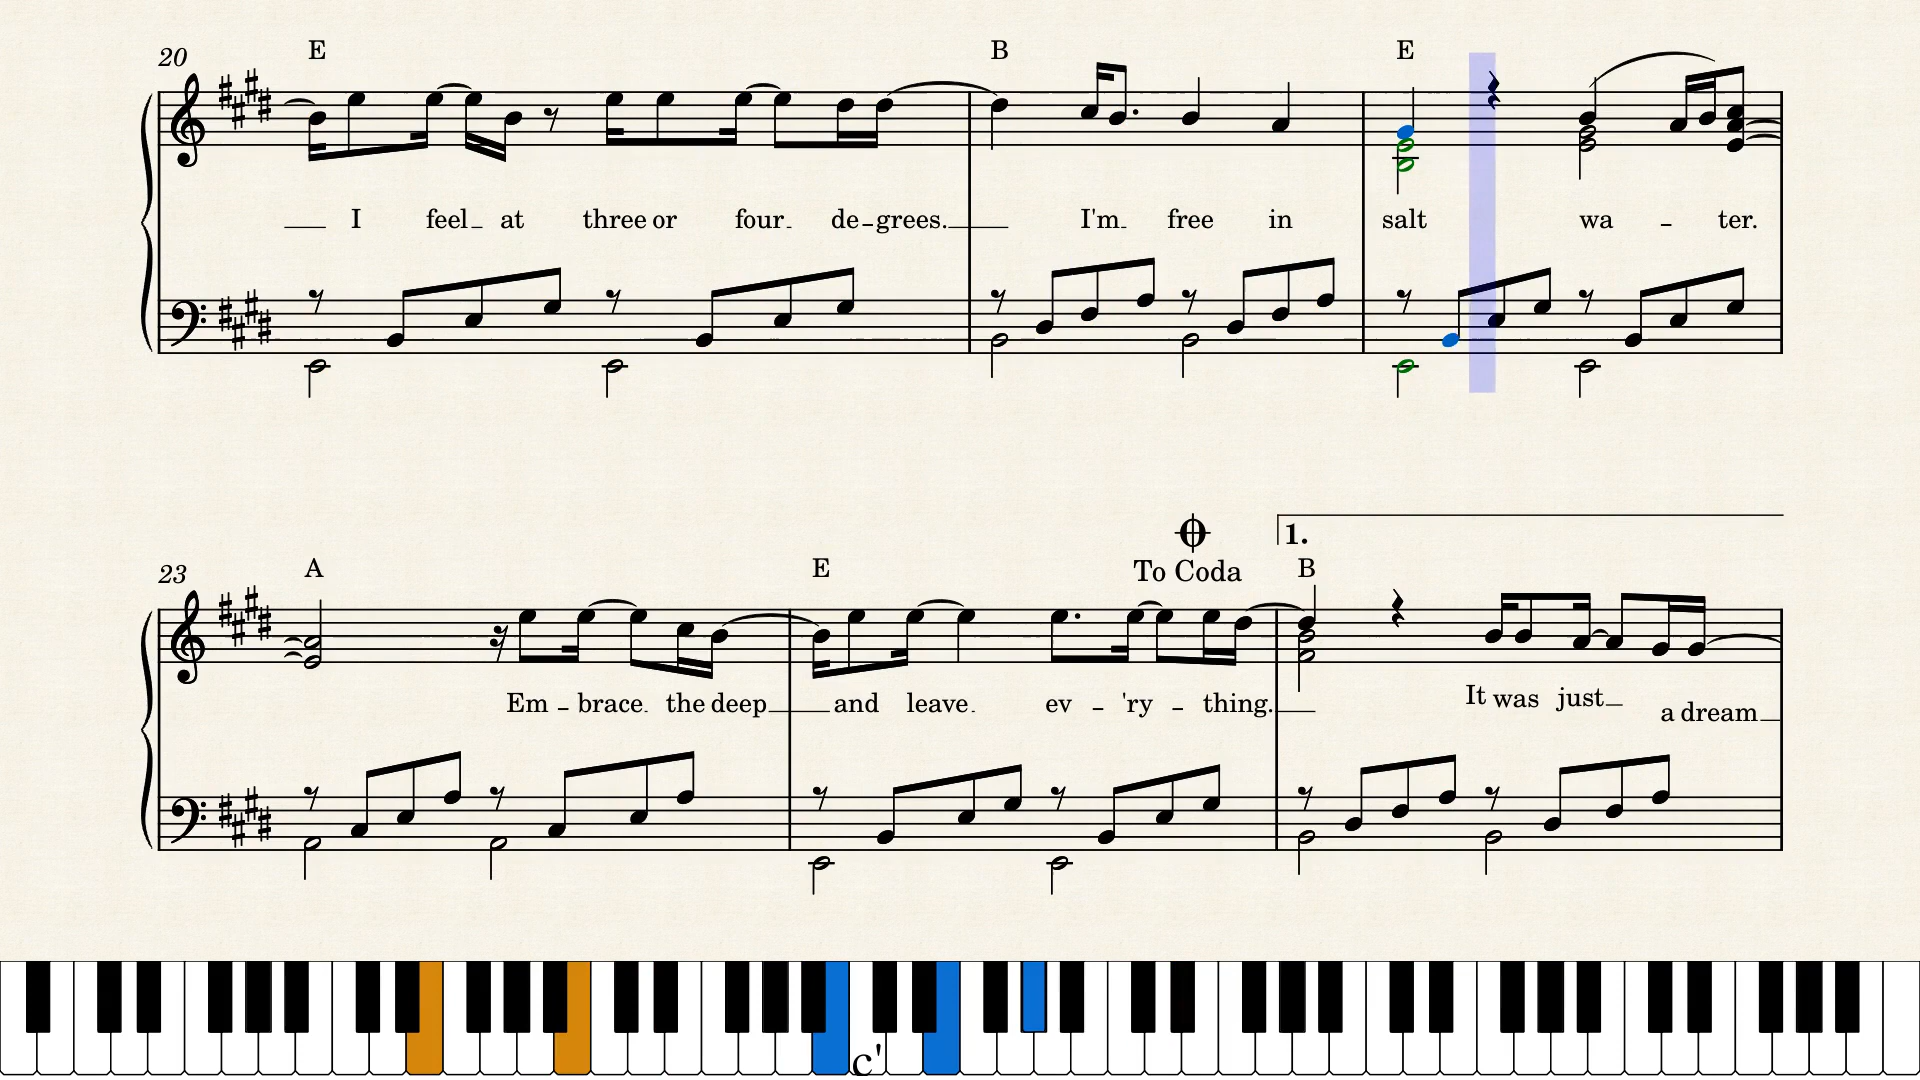 20 E B E
I feel at three or four de-grees. I'm free in salt wa - ter.
1.
To Coda
23 A E B
Em - brace the deep and leave ev - 'ry - thing. It was just a dream
c'